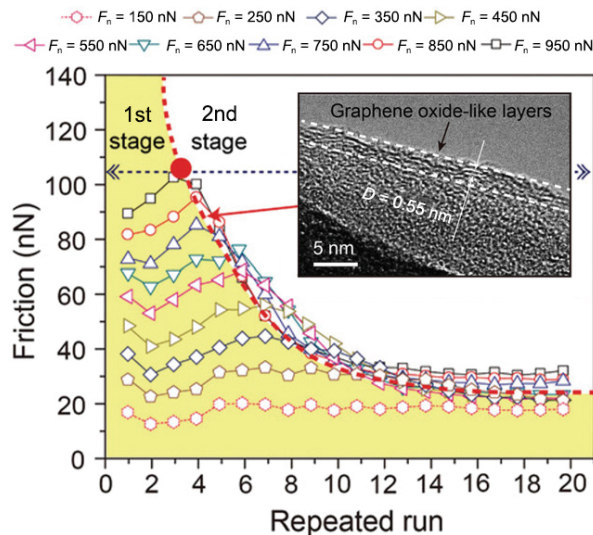 Fn = 150 nN Fn = 250 nN Fn = 350 nN Fn = 450 nN
Fn = 550 nN Fn = 650 nN Fn = 750 nN Fn = 850 nN Fn = 950 nN
140
120
100
80
60
40
20
0
Friction (nN)
1st
stage
2nd
stage
Graphene oxide-like layers
D = 0.55 nm
5 nm
0 2 4 6 8 10 12 14 16 18 20
Repeated run